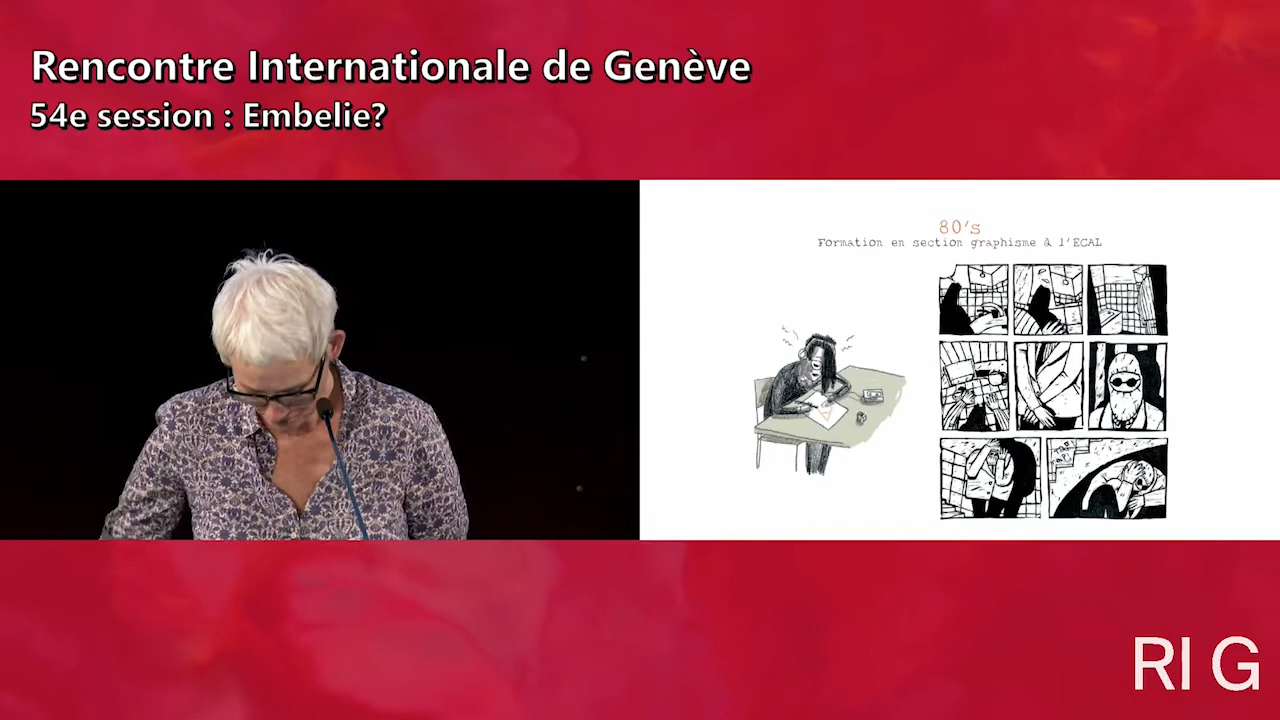 Rencontre Internationale de Genève
54e session : Embelie?
80's
Formation en section graphisme à l'ECAL
RI G